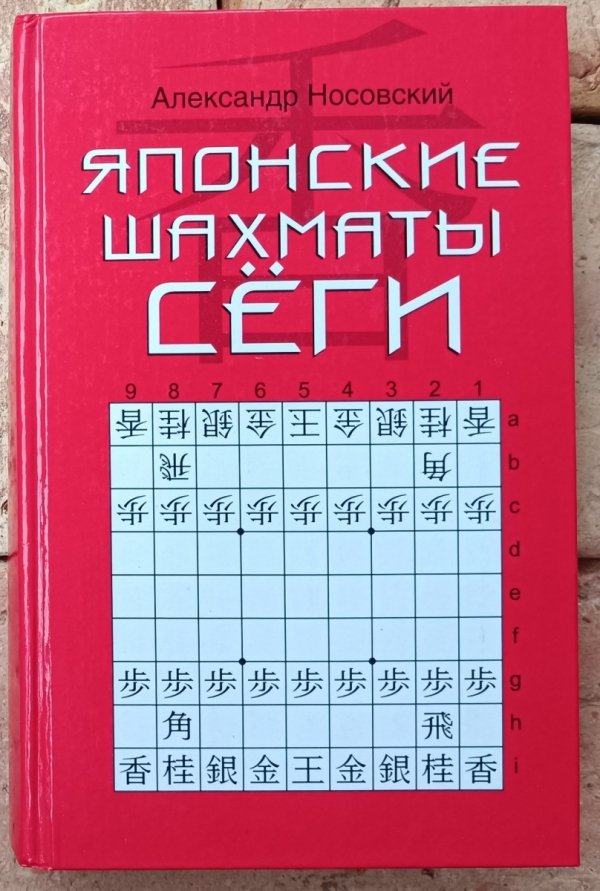 Александр Носовский
ЯПОНСКИЕ
ШАХМАТЫ
СЁГИ
9 8 7 6 5 4 3 2 1
香 桂 銀 金 王 金 銀 桂 香 a
飛 角 b
歩 歩 歩 歩 歩 歩 歩 歩 歩 c
d
e
f
歩 歩 歩 歩 歩 歩 歩 歩 歩 g
角 飛 h
香 桂 銀 金 王 金 銀 桂 香 i
香